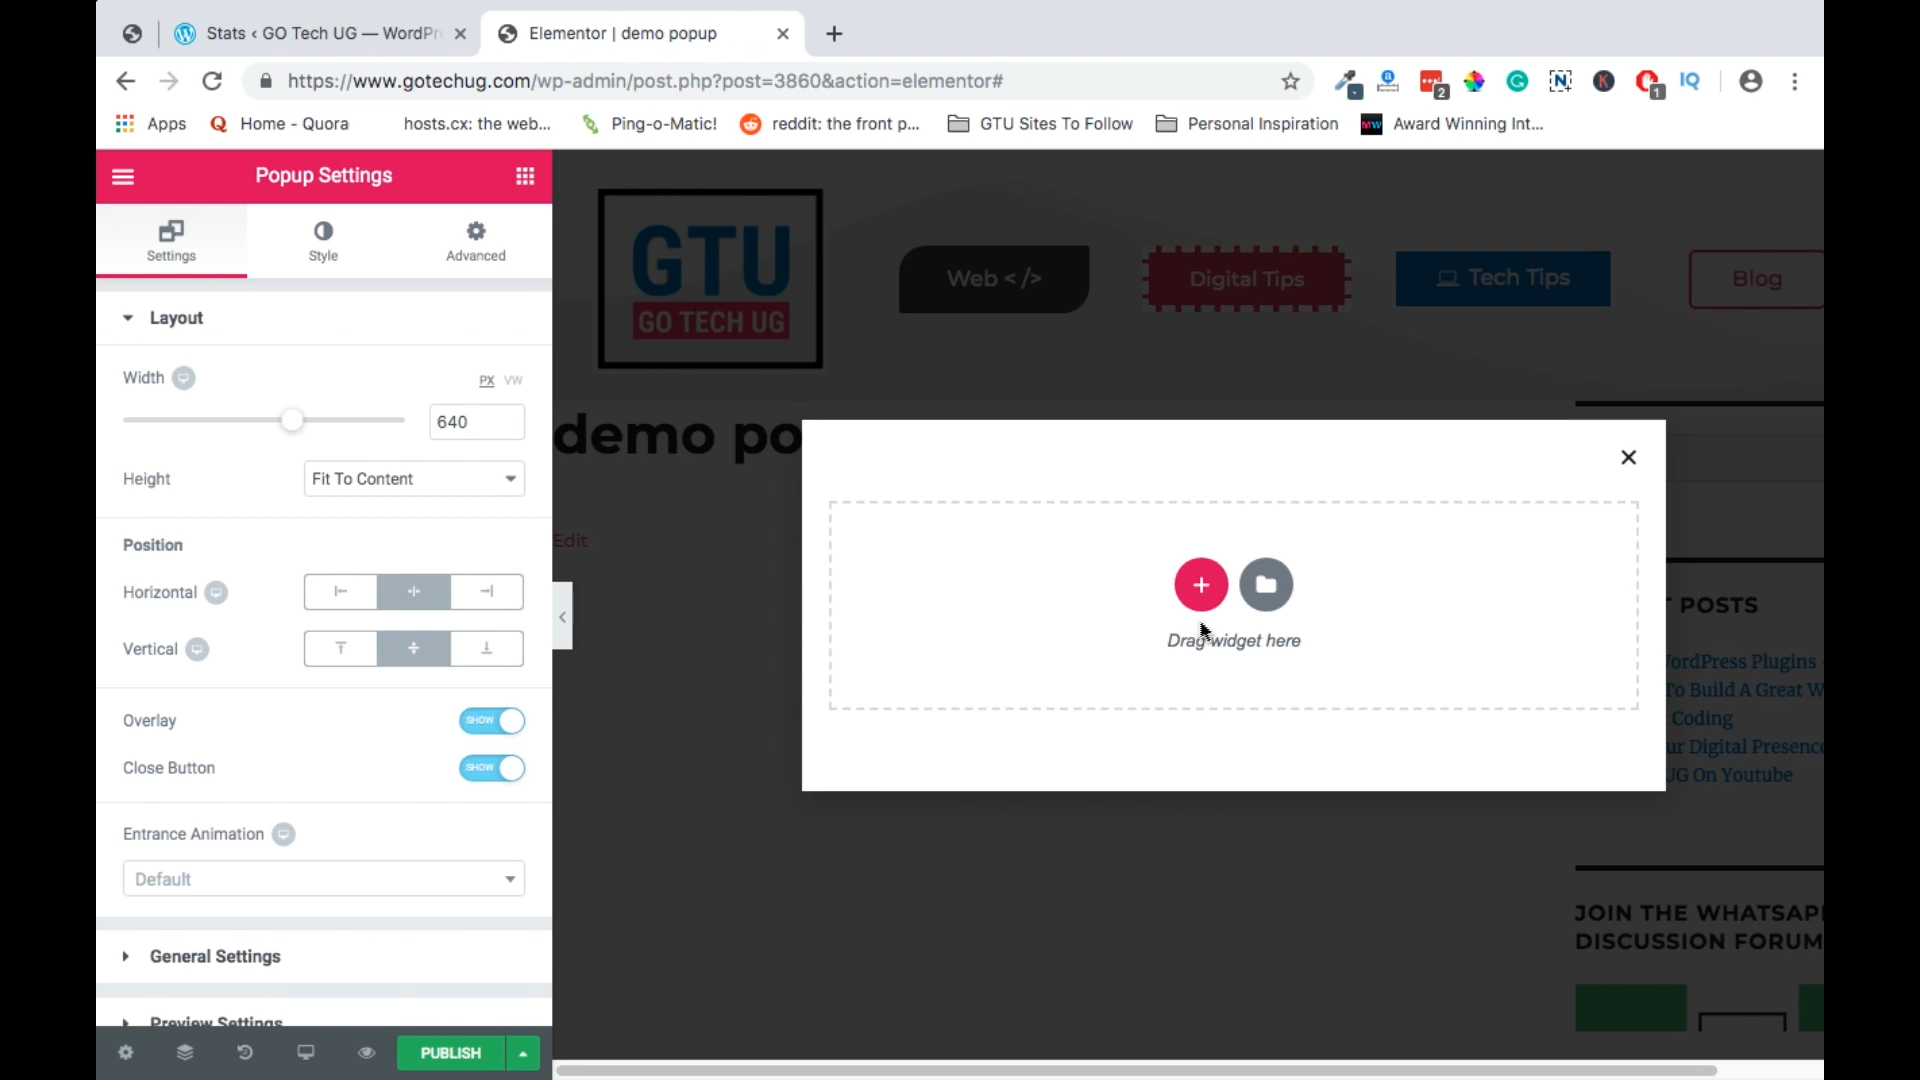 Stats ‹ GO Tech UG — WordPr
Elementor | demo popup
https://www.gotechug.com/wp-admin/post.php?post=3860&action=elementor#
2
1
IQ
Apps
Home - Quora
hosts.cx: the web...
Ping-o-Matic!
reddit: the front p...
GTU Sites To Follow
Personal Inspiration
Award Winning Int...
Popup Settings
Settings
Style
Advanced
Layout
Width
PX VW
640
Height
Fit To Content
Position
Horizontal
Vertical
Overlay
SHOW
Close Button
SHOW
Entrance Animation
Default
General Settings
Preview Settings
PUBLISH
GTU
GO TECH UG
Web </>
Digital Tips
Tech Tips
Blog
demo po
Edit
Drag widget here
POSTS
WordPress Plugins
To Build A Great W
Coding
ur Digital Presence
UG On Youtube
JOIN THE WHATSAP
DISCUSSION FORUM